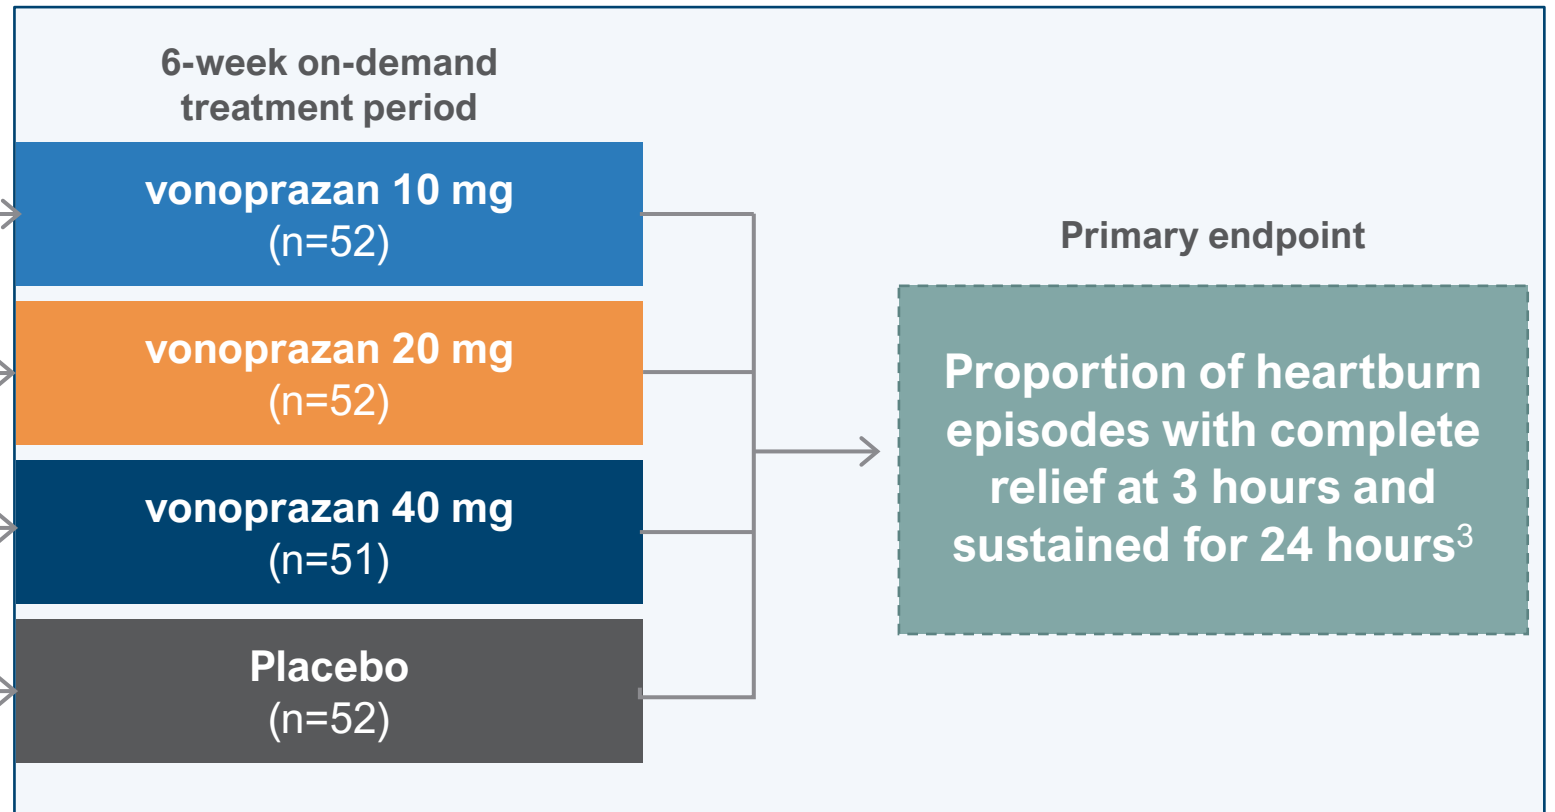 6-week on-demand
treatment period
vonoprazan 10 mg
(n=52)
vonoprazan 20 mg
(n=52)
vonoprazan 40 mg
(n=51)
Placebo
(n=52)
Primary endpoint
Proportion of heartburn
episodes with complete
relief at 3 hours and
sustained for 24 hours³